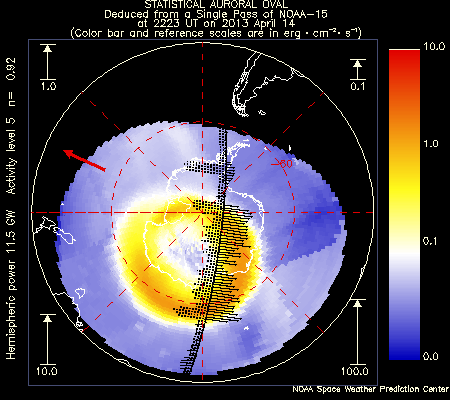 STATISTICAL AURORAL OVAL
Deduced from a Single Pass of NOAA-15
at 2223 UT on 2013 April 14
(Color bar and reference scales are in erg · cm⁻² · s⁻¹)
1.0
0.1
10.0
1.0
0.1
0.0
-60
10.0
100.0
Hemispheric power 11.5 GW Activity level 5 n= 0.92
NOAA Space Weather Prediction Center